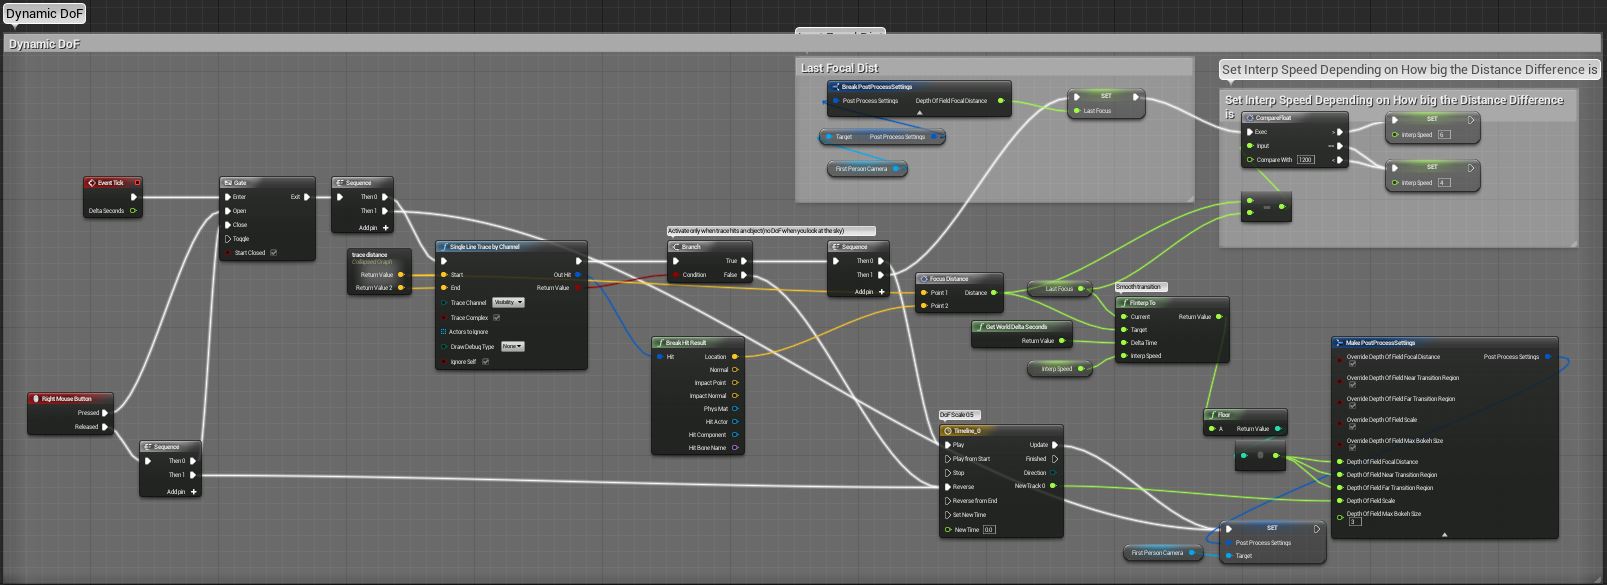 Dynamic DoF
Dynamic DoF
Last Focal Dist
Break PostProcessSettings
Post Process Settings
Depth Of Field Focal Distance
Target
Post Process Settings
First Person Camera
SET
Last Focus
Set Interp Speed Depending on How big the Distance Difference is
Set Interp Speed Depending on How big the Distance Difference
is
CompareFloat
Exec
>
Input
==
Compare With
1200
<
SET
Interp Speed
6
SET
Interp Speed
4
Event Tick
Delta Seconds
Gate
Enter
Exit
Open
Close
Toggle
Start Closed
Sequence
Then 0
Then 1
Add pin +
trace distance
Collapsed Graph
Return Value
Return Value 2
Single Line Trace by Channel
Start
Out Hit
End
Return Value
Trace Channel
Visibility
Trace Complex
Actors to Ignore
Draw Debug Type
None
Ignore Self
Activate only when trace hits and object (no DoF when you look at the sky)
Branch
True
Condition
False
Sequence
Then 0
Then 1
Add pin +
Focus Distance
Point 1
Distance
Point 2
Last Focus
Get World Delta Seconds
Return Value
Interp Speed
Smooth transition
FInterp To
Current
Return Value
Target
Delta Time
Interp Speed
Break Hit Result
Hit
Location
Normal
Impact Point
Impact Normal
Phys Mat
Hit Actor
Hit Component
Hit Bone Name
Right Mouse Button
Pressed
Released
Sequence
Then 0
Then 1
Add pin +
DoF Scale 0.5
Timeline_0
Play
Update
Play from Start
Finished
Stop
Direction
Reverse
New Track 0
Reverse from End
Set New Time
New Time
0.0
Floor
A
Return Value
Make PostProcessSettings
Override Depth Of Field Focal Distance
Post Process Settings
Override Depth Of Field Near Transition Region
Override Depth Of Field Far Transition Region
Override Depth Of Field Scale
Override Depth Of Field Max Bokeh Size
Depth Of Field Focal Distance
Depth Of Field Near Transition Region
Depth Of Field Far Transition Region
Depth Of Field Scale
Depth Of Field Max Bokeh Size
3
SET
Post Process Settings
Target
First Person Camera